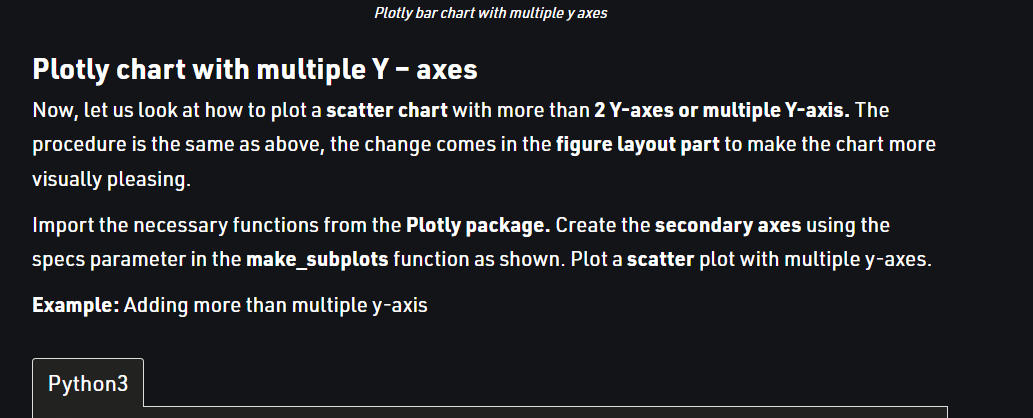 Plotly bar chart with multiple y axes
Plotly chart with multiple Y – axes
Now, let us look at how to plot a scatter chart with more than 2 Y-axes or multiple Y-axis. The
procedure is the same as above, the change comes in the figure layout part to make the chart more
visually pleasing.
Import the necessary functions from the Plotly package. Create the secondary axes using the
specs parameter in the make_subplots function as shown. Plot a scatter plot with multiple y-axes.
Example: Adding more than multiple y-axis
Python3